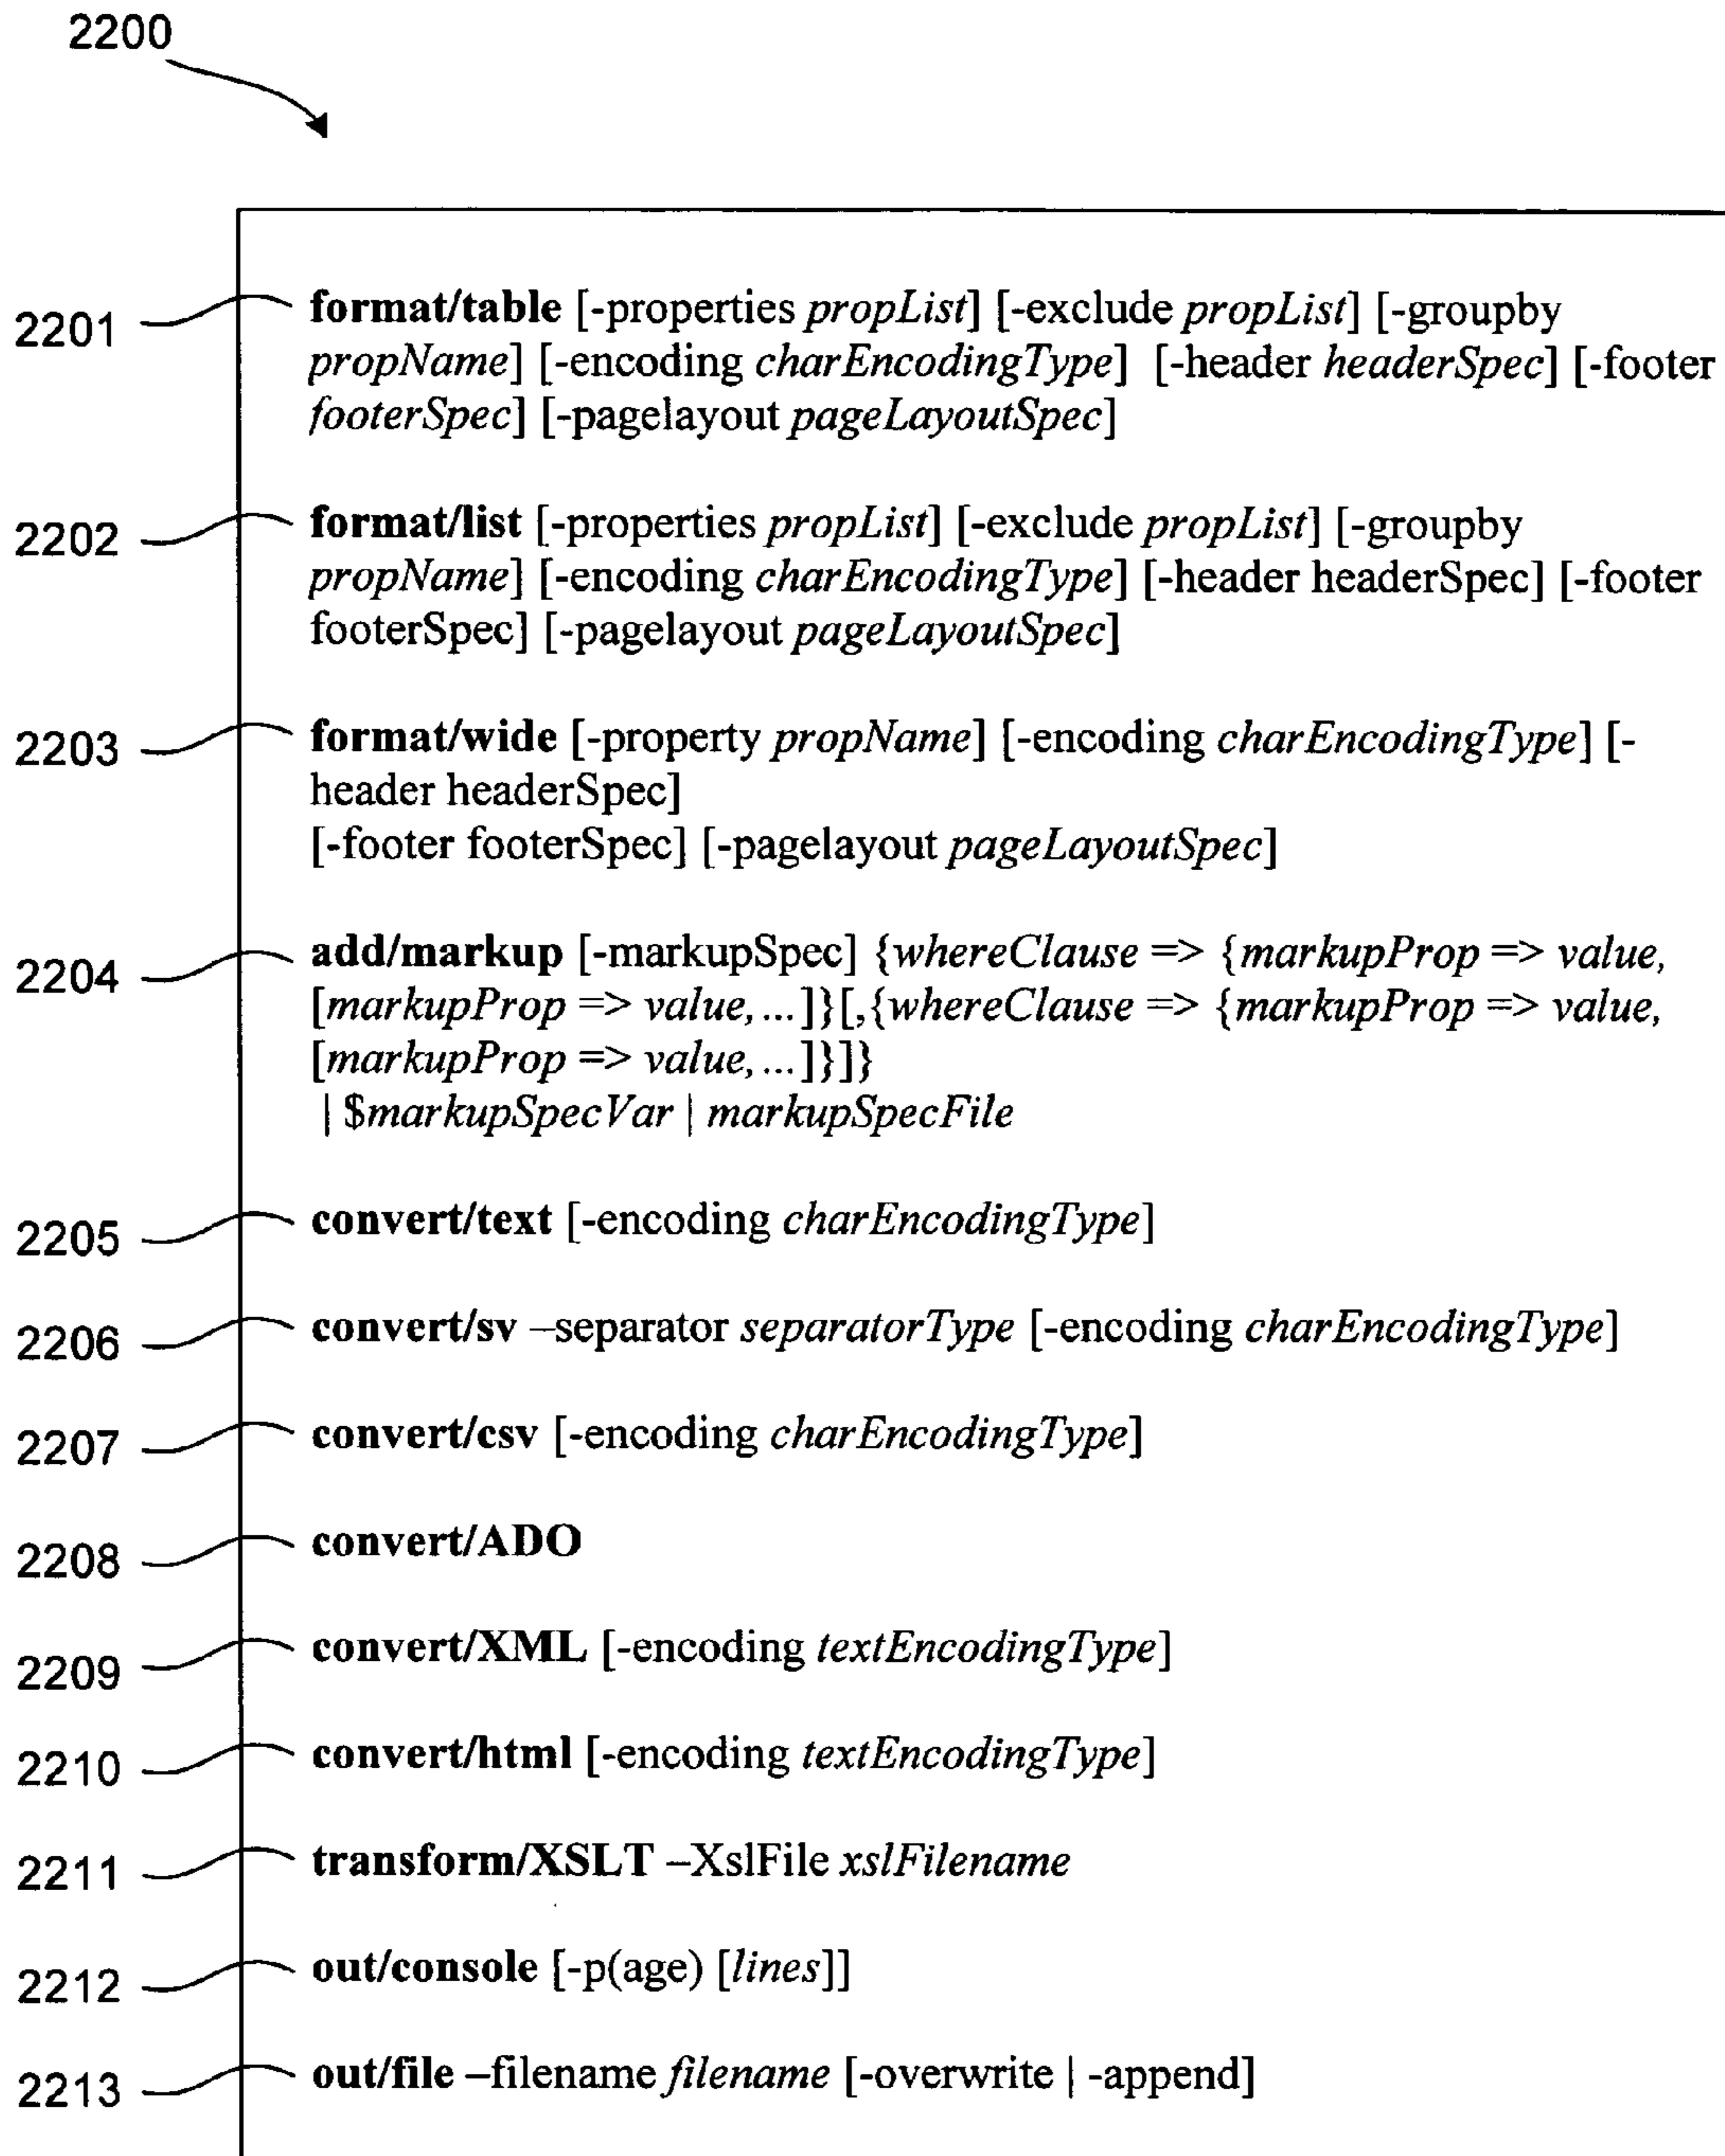 2200
2201 format/table [-properties propList] [-exclude propList] [-groupby
propName] [-encoding charEncodingType] [-header headerSpec] [-footer
footerSpec] [-pagelayout pageLayoutSpec]
2202 format/list [-properties propList] [-exclude propList] [-groupby
propName] [-encoding charEncodingType] [-header headerSpec] [-footer
footerSpec] [-pagelayout pageLayoutSpec]
2203 format/wide [-property propName] [-encoding charEncodingType] [-
header headerSpec]
[-footer footerSpec] [-pagelayout pageLayoutSpec]
2204 add/markup [-markupSpec] {whereClause => {markupProp => value,
[markupProp => value, ...]}[,{whereClause => {markupProp => value,
[markupProp => value, ...]}]}
| $markupSpecVar | markupSpecFile
2205 convert/text [-encoding charEncodingType]
2206 convert/sv –separator separatorType [-encoding charEncodingType]
2207 convert/csv [-encoding charEncodingType]
2208 convert/ADO
2209 convert/XML [-encoding textEncodingType]
2210 convert/html [-encoding textEncodingType]
2211 transform/XSLT –XslFile xslFilename
2212 out/console [-p(age) [lines]]
2213 out/file –filename filename [-overwrite | -append]